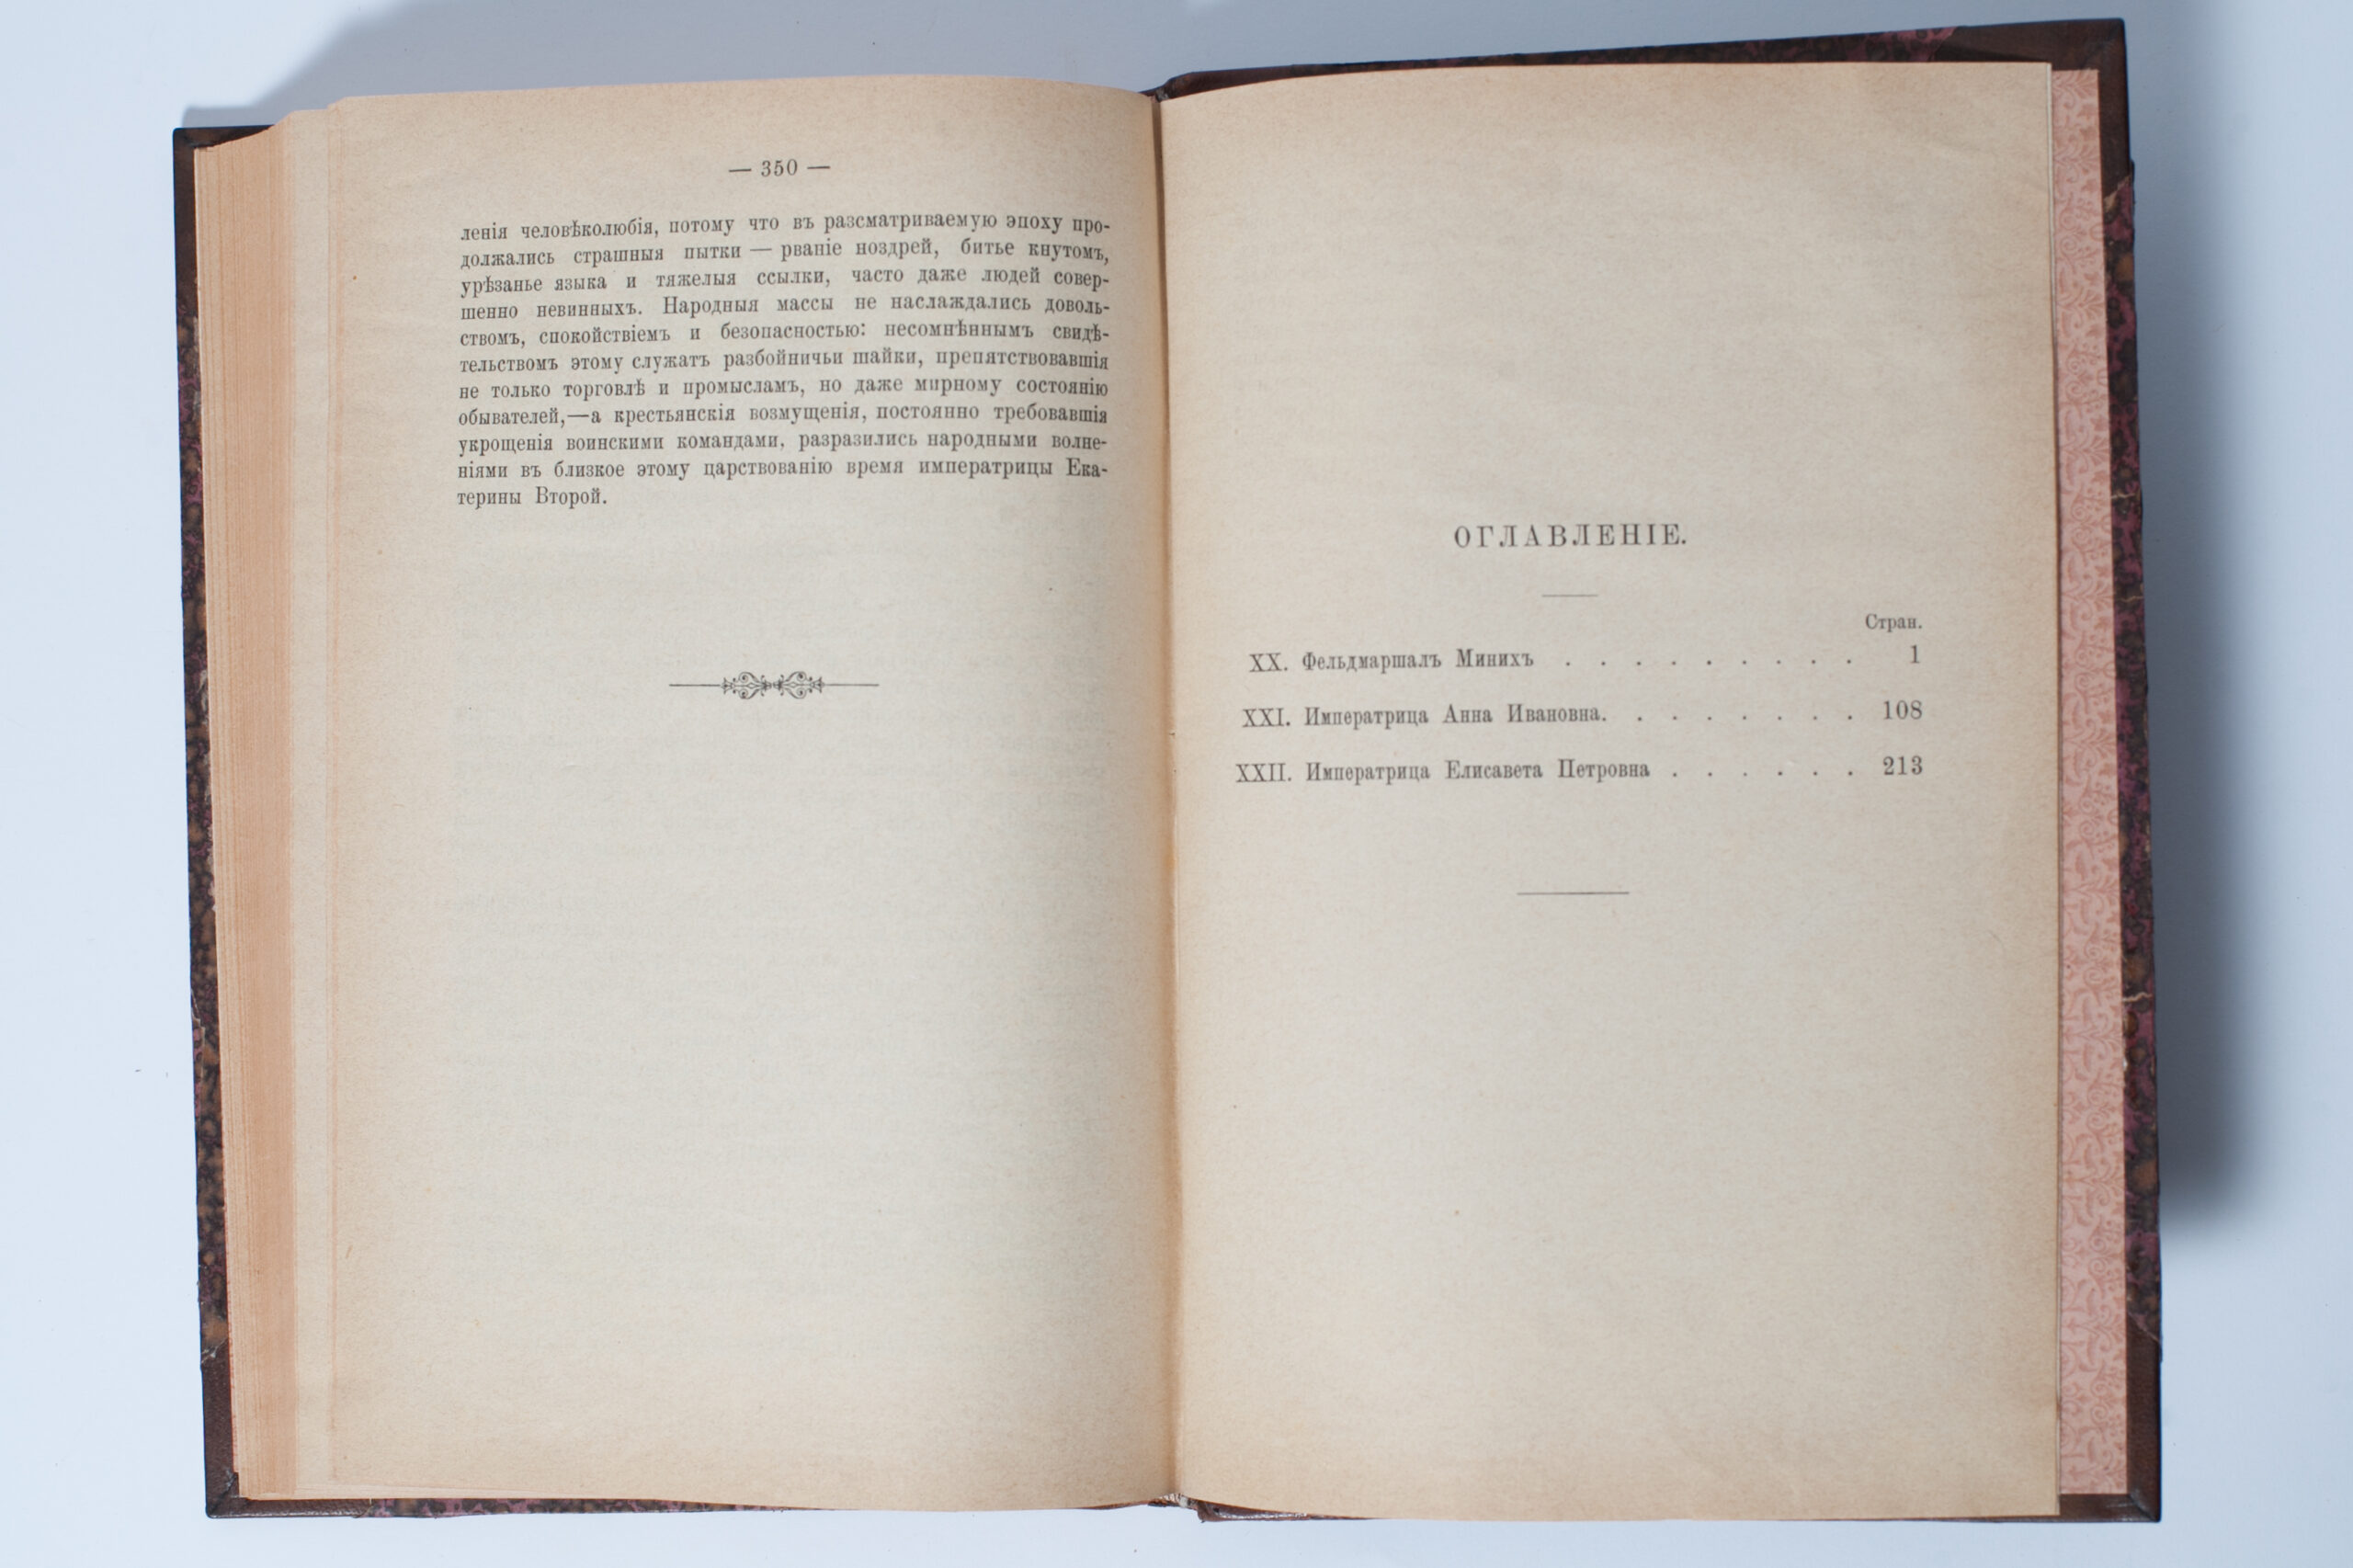 — 350 —
ленія человѣколюбія, потому что въ разсматриваемую эпоху про-
должались страшныя пытки — рваніе ноздрей, битье кнутомъ,
урѣзанье языка и тяжелыя ссылки, часто даже людей совер-
шенно невинныхъ. Народныя массы не наслаждались доволь-
ствомъ, спокойствіемъ и безопасностью: несомнѣннымъ свидѣ-
тельствомъ этому служатъ разбойничьи шайки, препятствовавшія
не только торговлѣ и промысламъ, но даже мирному состоянію
обывателей,—а крестьянскія возмущенія, постоянно требовавшія
укрощенія воинскими командами, разразились народными волне-
ніями въ близкое этому царствованію время императрицы Ека-
терины Второй.
ОГЛАВЛЕНІЕ.
Стран.
XX. Фельдмаршалъ Минихъ . . . . . . . . . 1
XXI. Императрица Анна Ивановна. . . . . . . . 108
XXII. Императрица Елисавета Петровна . . . . . . 213